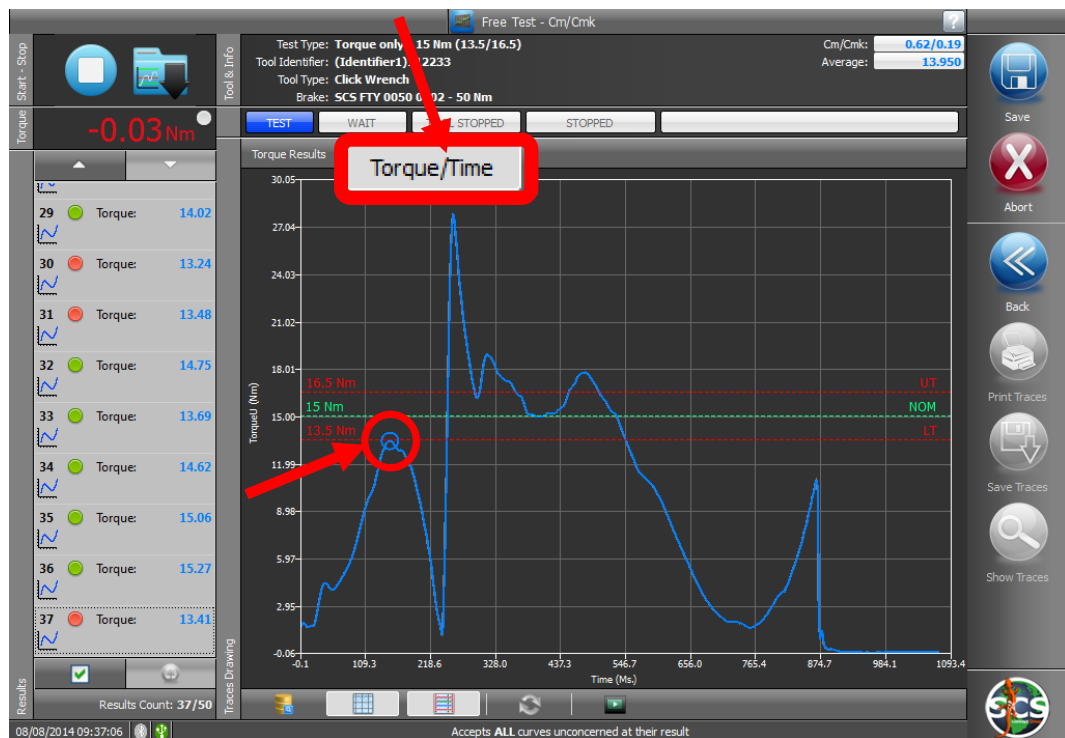 Free Test - Cm/Cmk
?
Start - Stop
Tool & Info
Test Type: Torque only 15 Nm (13.5/16.5)
Tool Identifier: (Identifier1)
2233
Tool Type: Click Wrench
Brake: SCS FTY 0050
02 - 50 Nm
Cm/Cmk: 0.62/0.19
Average: 13.950
Torque
-0.03 Nm
TEST
WAIT
STOPPED
STOPPED
Torque Results
Torque/Time
29 Torque: 14.02
30 Torque: 13.24
31 Torque: 13.48
32 Torque: 14.75
33 Torque: 13.69
34 Torque: 14.62
35 Torque: 15.06
36 Torque: 15.27
37 Torque: 13.41
Results
Results Count: 37/50
Traces Drawing
TorqueU (Nm)
30.05
27.04
24.03
21.02
18.01
15.00
11.99
8.98
5.97
2.95
-0.06
16.5 Nm
UT
15 Nm
NOM
13.5 Nm
LT
-0.1
109.3
218.6
328.0
437.3
546.7
656.0
765.4
874.7
984.1
1093.4
Time (Ms.)
Save
Abort
Back
Print Traces
Save Traces
Show Traces
SCS
08/08/2014 09:37:06
Accepts ALL curves unconcerned at their result